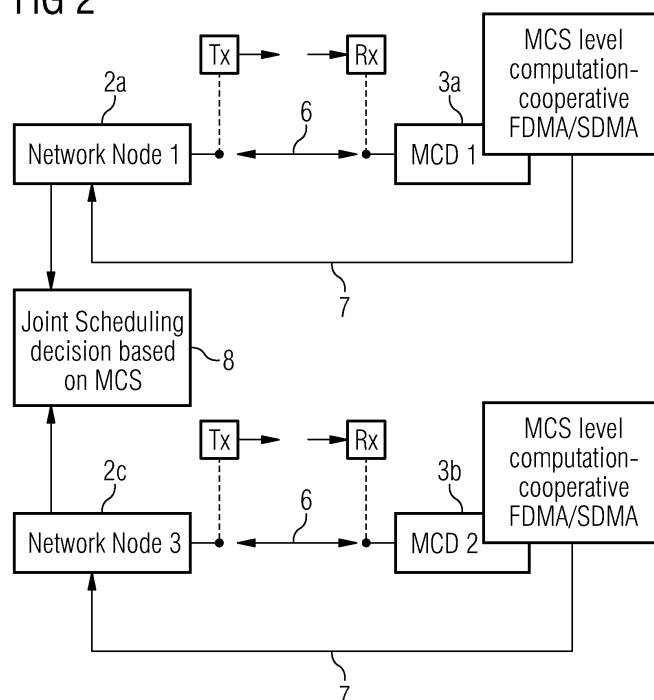 FIG 2
Tx
Rx
MCS level
computation-
cooperative
FDMA/SDMA
2a
6
3a
Network Node 1
MCD 1
7
Joint Scheduling
decision based
on MCS
8
Tx
Rx
MCS level
computation-
cooperative
FDMA/SDMA
2c
6
3b
Network Node 3
MCD 2
7